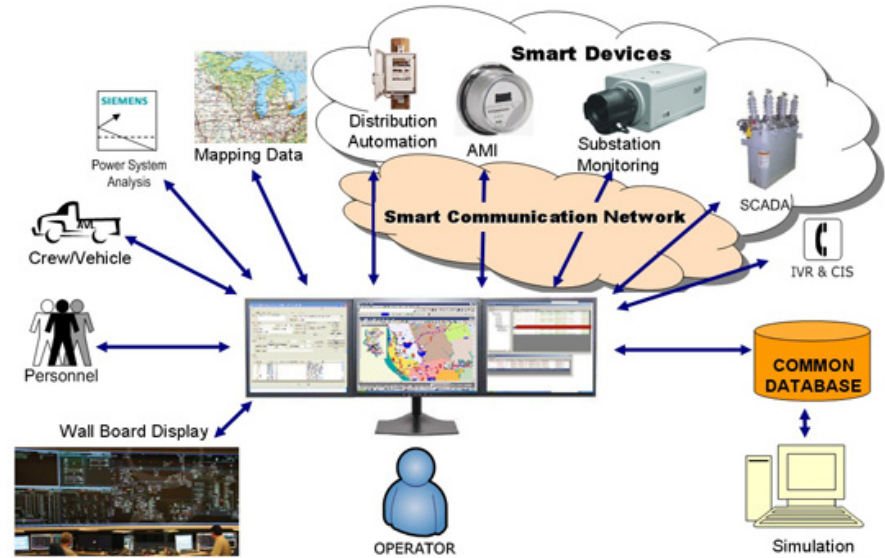 Smart Devices
SIEMENS
Power System
Analysis
Mapping Data
Distribution
Automation
AMI
Substation
Monitoring
SCADA
Smart Communication Network
AVL
Crew/Vehicle
IVR & CIS
Personnel
COMMON
DATABASE
Wall Board Display
OPERATOR
Simulation